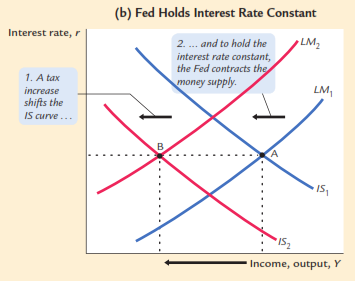 (b) Fed Holds Interest Rate Constant
Interest rate, r
2. ... and to hold the
interest rate constant,
the Fed contracts the
money supply.
LM2
1. A tax
increase
shifts the
IS curve ...
LM1
B
A
IS1
IS2
Income, output, Y